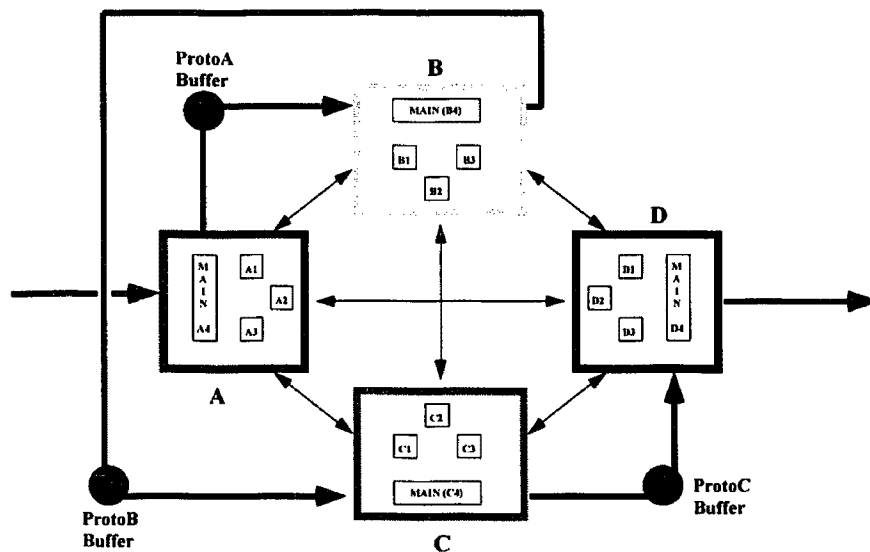 ProtoA
Buffer
B
MAIN (B4)
B1
B3
B2
D
M
A
I
N
A4
A1
A2
A3
D1
D2
D3
M
A
I
N
D4
A
C2
C1
C3
MAIN (C4)
ProtoB
Buffer
C
ProtoC
Buffer